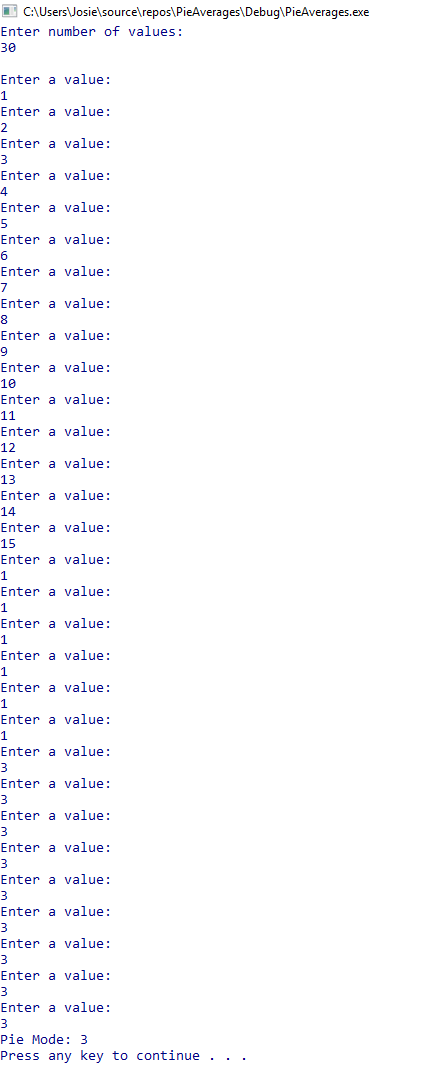 C:\Users\Josie\source\repos\PieAverages\Debug\PieAverages.exe
Enter number of values:
30
Enter a value:
1
Enter a value:
2
Enter a value:
3
Enter a value:
4
Enter a value:
5
Enter a value:
6
Enter a value:
7
Enter a value:
8
Enter a value:
9
Enter a value:
10
Enter a value:
11
Enter a value:
12
Enter a value:
13
Enter a value:
14
Enter a value:
15
Enter a value:
1
Enter a value:
1
Enter a value:
1
Enter a value:
1
Enter a value:
1
Enter a value:
1
Enter a value:
3
Enter a value:
3
Enter a value:
3
Enter a value:
3
Enter a value:
3
Enter a value:
3
Enter a value:
3
Enter a value:
3
Enter a value:
3
Pie Mode: 3
Press any key to continue . . .